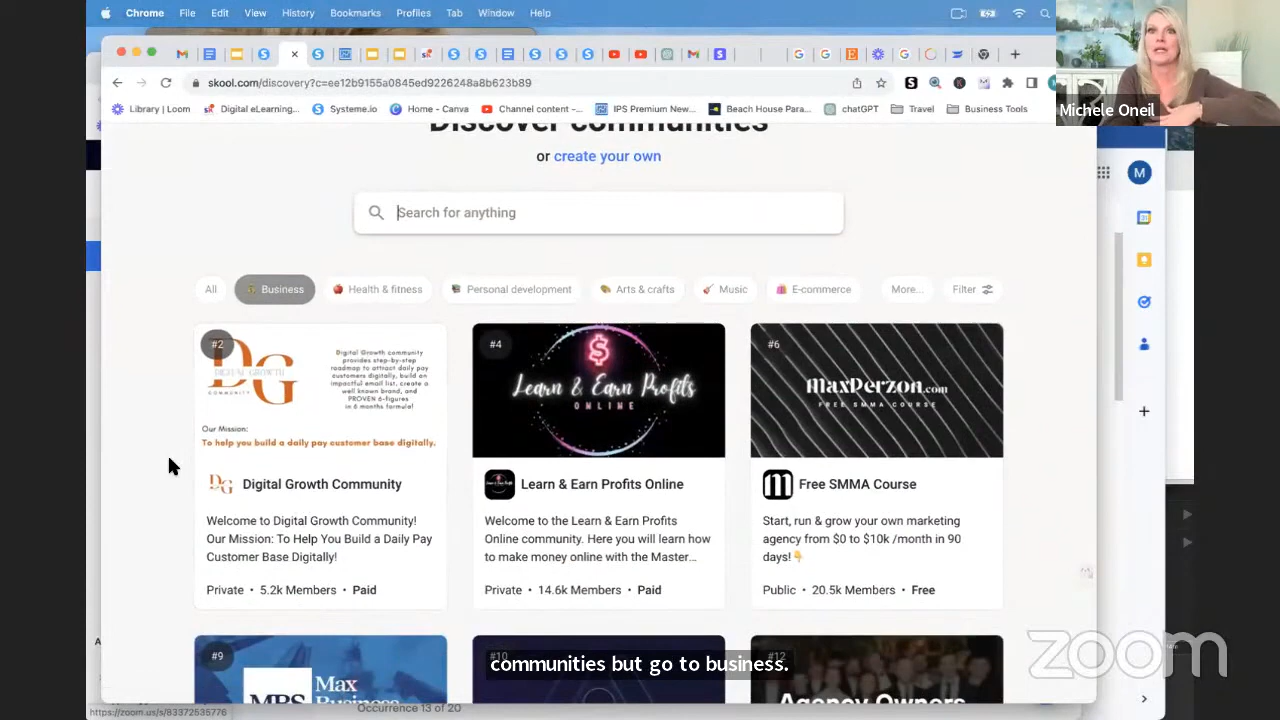 Chrome File Edit View History Bookmarks Profiles Tab Window Help
skool.com/discovery?c=ee12b9155a0845ed9226248a8b623b89
Library | Loom Digital eLearning... Systeme.io Home - Canva Channel content -... IPS Premium New... Beach House Para... chatGPT Travel Business Tools
Michele Oneil
M
Discover communities
or create your own
Search for anything
All Business Health & fitness Personal development Arts & crafts Music E-commerce More... Filter
#2
DG
DIGITAL GROWTH
COMMUNITY
Digital Growth community
provides step-by-step
roadmap to attract daily pay
customers digitally, build an
impactful email list, create a
well known brand, and
PROVEN 6-figures
in 6 months formula!
Our Mission:
To help you build a daily pay customer base digitally.
DG Digital Growth Community
Welcome to Digital Growth Community!
Our Mission: To Help You Build a Daily Pay
Customer Base Digitally!
Private • 5.2k Members • Paid
#4
$
Learn & Earn Profits
ONLINE
Learn & Earn Profits Online
Welcome to the Learn & Earn Profits
Online community. Here you will learn how
to make money online with the Master...
Private • 14.6k Members • Paid
#6
MAXPERZON.COM
FREE SMMA COURSE
m Free SMMA Course
Start, run & grow your own marketing
agency from $0 to $10k /month in 90
days!👇
Public • 20.5k Members • Free
#9
MBS Max
Business
#10
#12
Agency Owners
communities but go to business.
zoom
https://zoom.us/s/83372535776
Occurrence 13 of 20